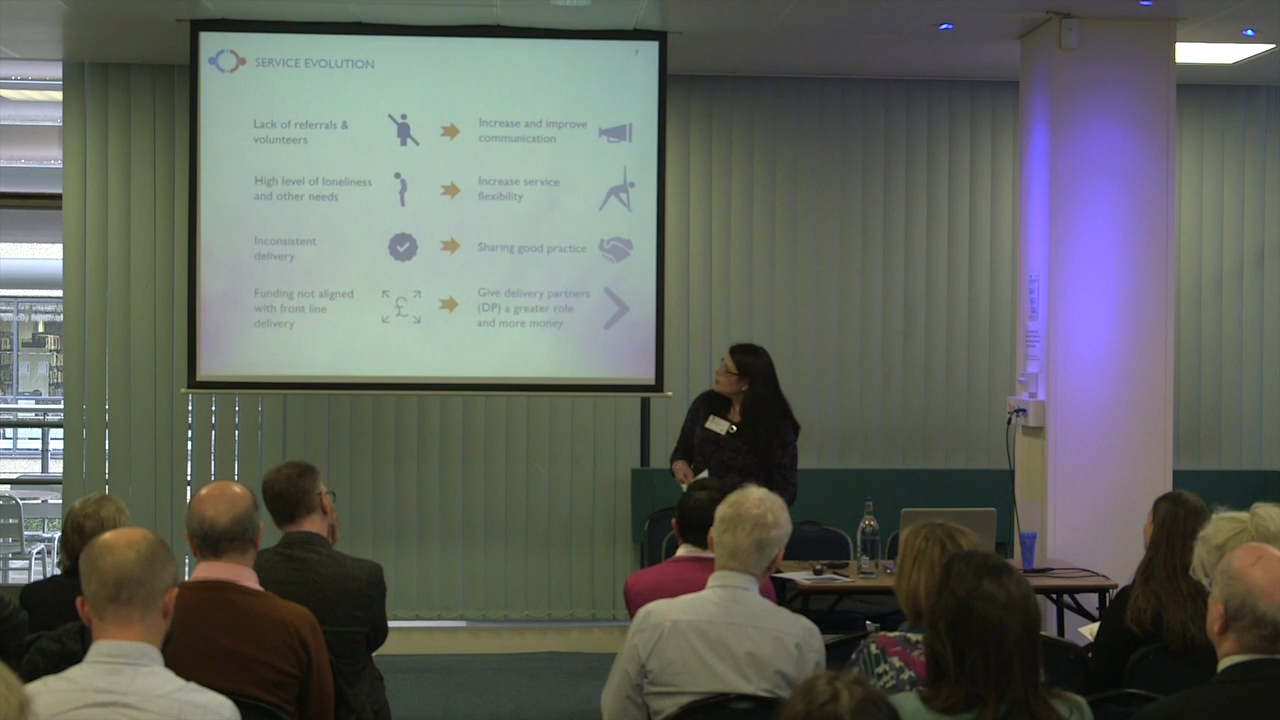 SERVICE EVOLUTION
7
Lack of referrals &
volunteers
Increase and improve
communication
High level of loneliness
and other needs
Increase service
flexibility
Inconsistent
delivery
Sharing good practice
Funding not aligned
with front line
delivery
£
Give delivery partners
(DP) a greater role
and more money